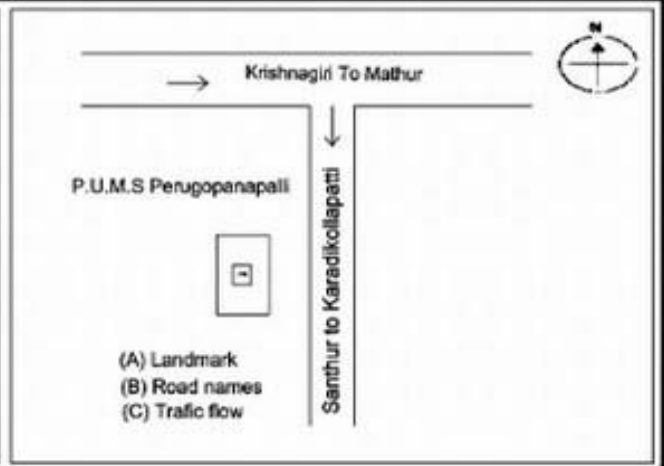 N
Krishnagiri To Mathur
P.U.M.S Perugopanapalli
Santhur to Karadikollapatti
(A) Landmark
(B) Road names
(C) Trafic flow